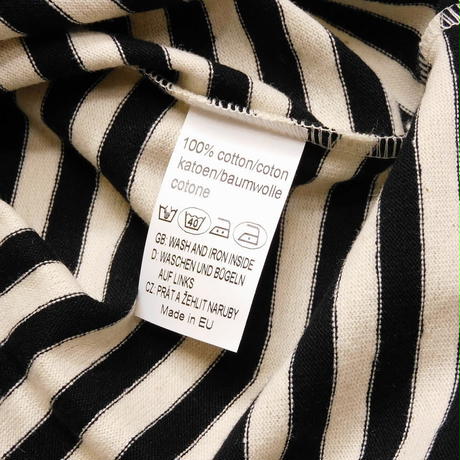 100% cotton/coton
katoen/baumwolle
cotone
40
GB: WASH AND IRON INSIDE
D: WASCHEN UND BÜGELN
AUF LINKS
CZ: PRÁT A ŽEHLIT NARUBY
Made in EU